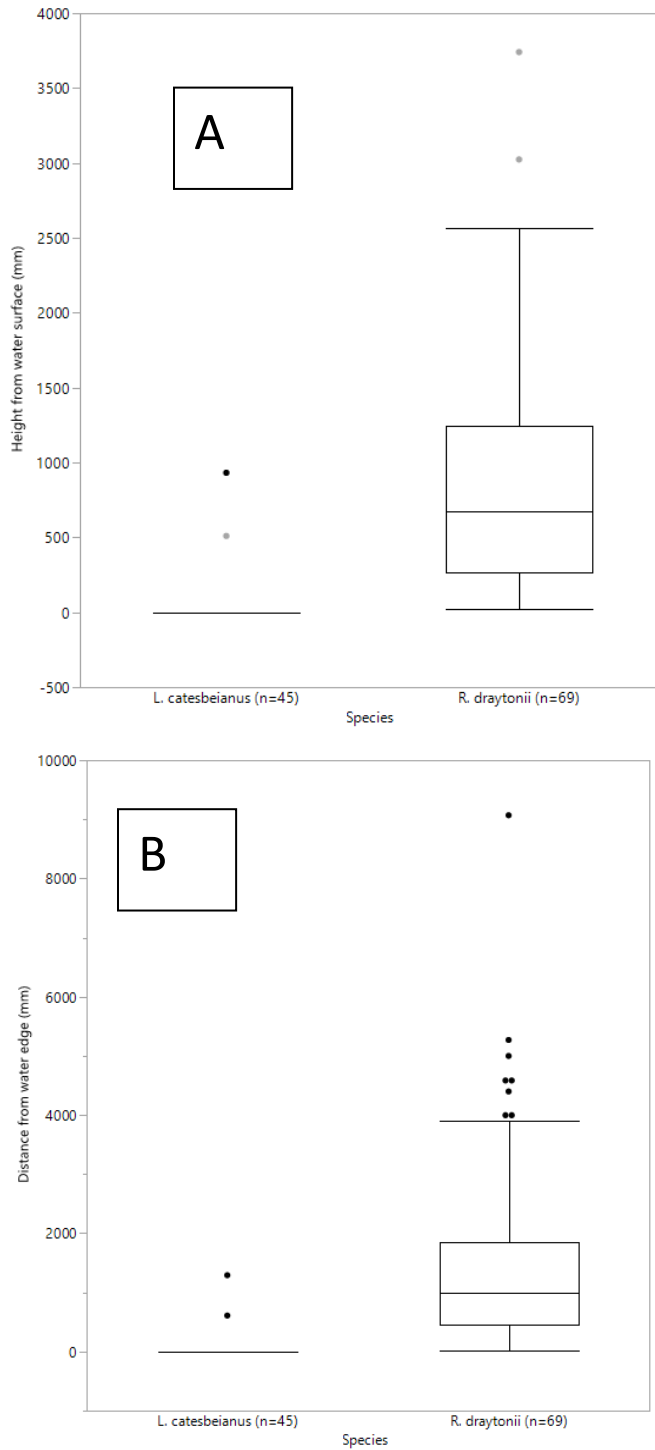 4000
3500
A
3000
2500
2000
1500
1000
500
0
-500
Height from water surface (mm)
L. catesbeianus (n=45) R. draytonii (n=69)
Species
10000
B
8000
6000
4000
2000
0
Distance from water edge (mm)
L. catesbeianus (n=45) R. draytonii (n=69)
Species